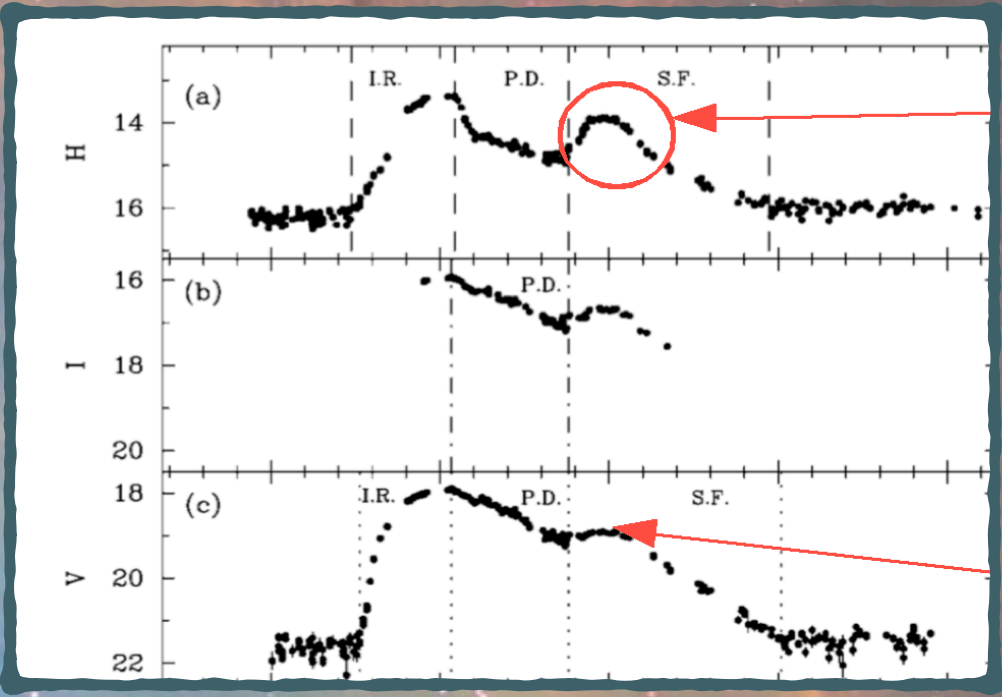 I.R. P.D. S.F.
(a)
14
H
16
16
(b) P.D.
I
18
20
18
(c) I.R. P.D. S.F.
V
20
22